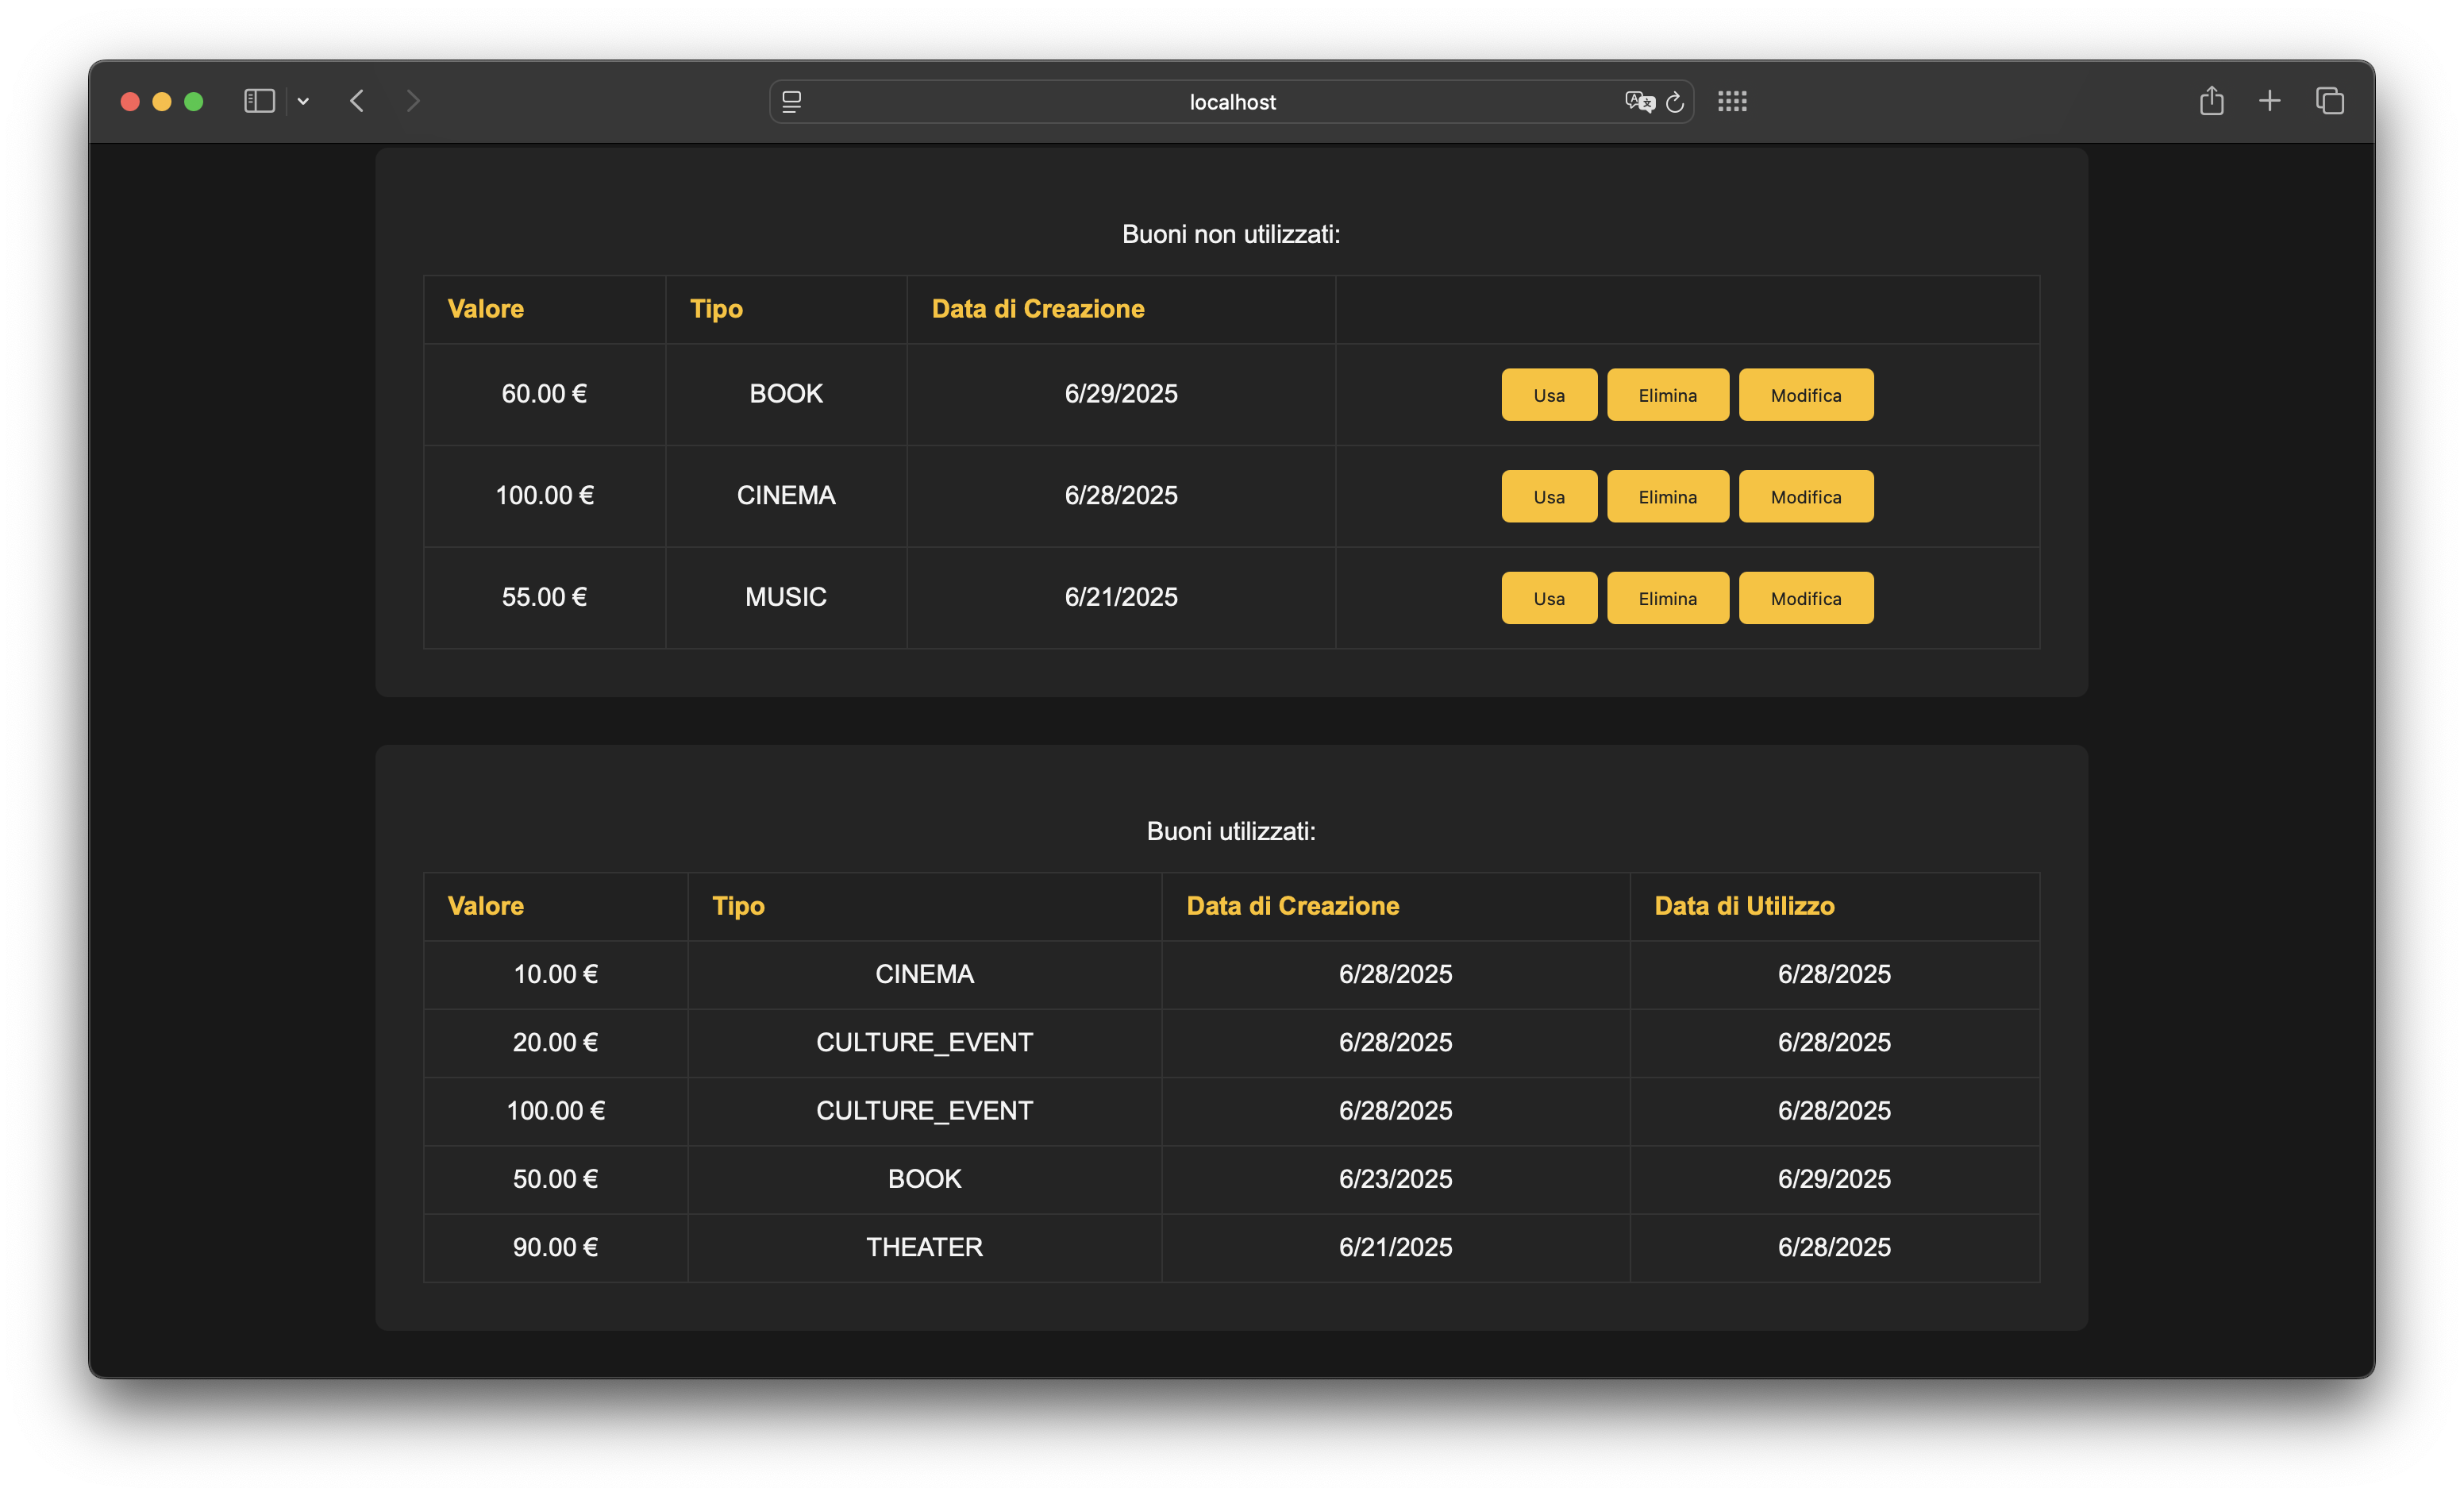 localhost
Buoni non utilizzati:
Valore Tipo Data di Creazione
60.00 € BOOK 6/29/2025 Usa Elimina Modifica
100.00 € CINEMA 6/28/2025 Usa Elimina Modifica
55.00 € MUSIC 6/21/2025 Usa Elimina Modifica
Buoni utilizzati:
Valore Tipo Data di Creazione Data di Utilizzo
10.00 € CINEMA 6/28/2025 6/28/2025
20.00 € CULTURE_EVENT 6/28/2025 6/28/2025
100.00 € CULTURE_EVENT 6/28/2025 6/28/2025
50.00 € BOOK 6/23/2025 6/29/2025
90.00 € THEATER 6/21/2025 6/28/2025